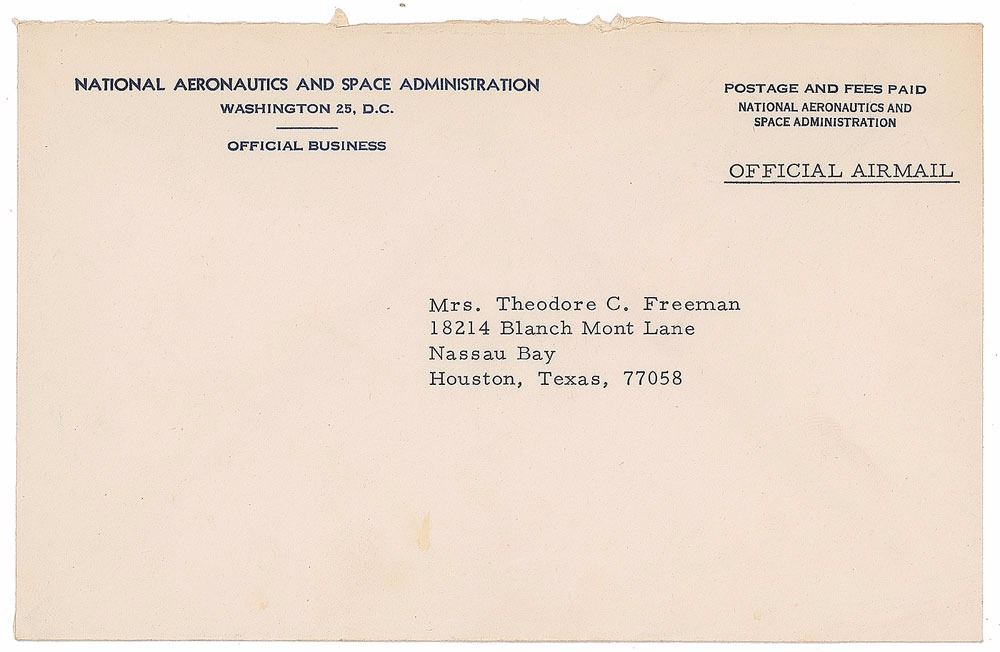 NATIONAL AERONAUTICS AND SPACE ADMINISTRATION
WASHINGTON 25, D.C.
OFFICIAL BUSINESS
POSTAGE AND FEES PAID
NATIONAL AERONAUTICS AND
SPACE ADMINISTRATION
OFFICIAL AIRMAIL
Mrs. Theodore C. Freeman
18214 Blanch Mont Lane
Nassau Bay
Houston, Texas, 77058